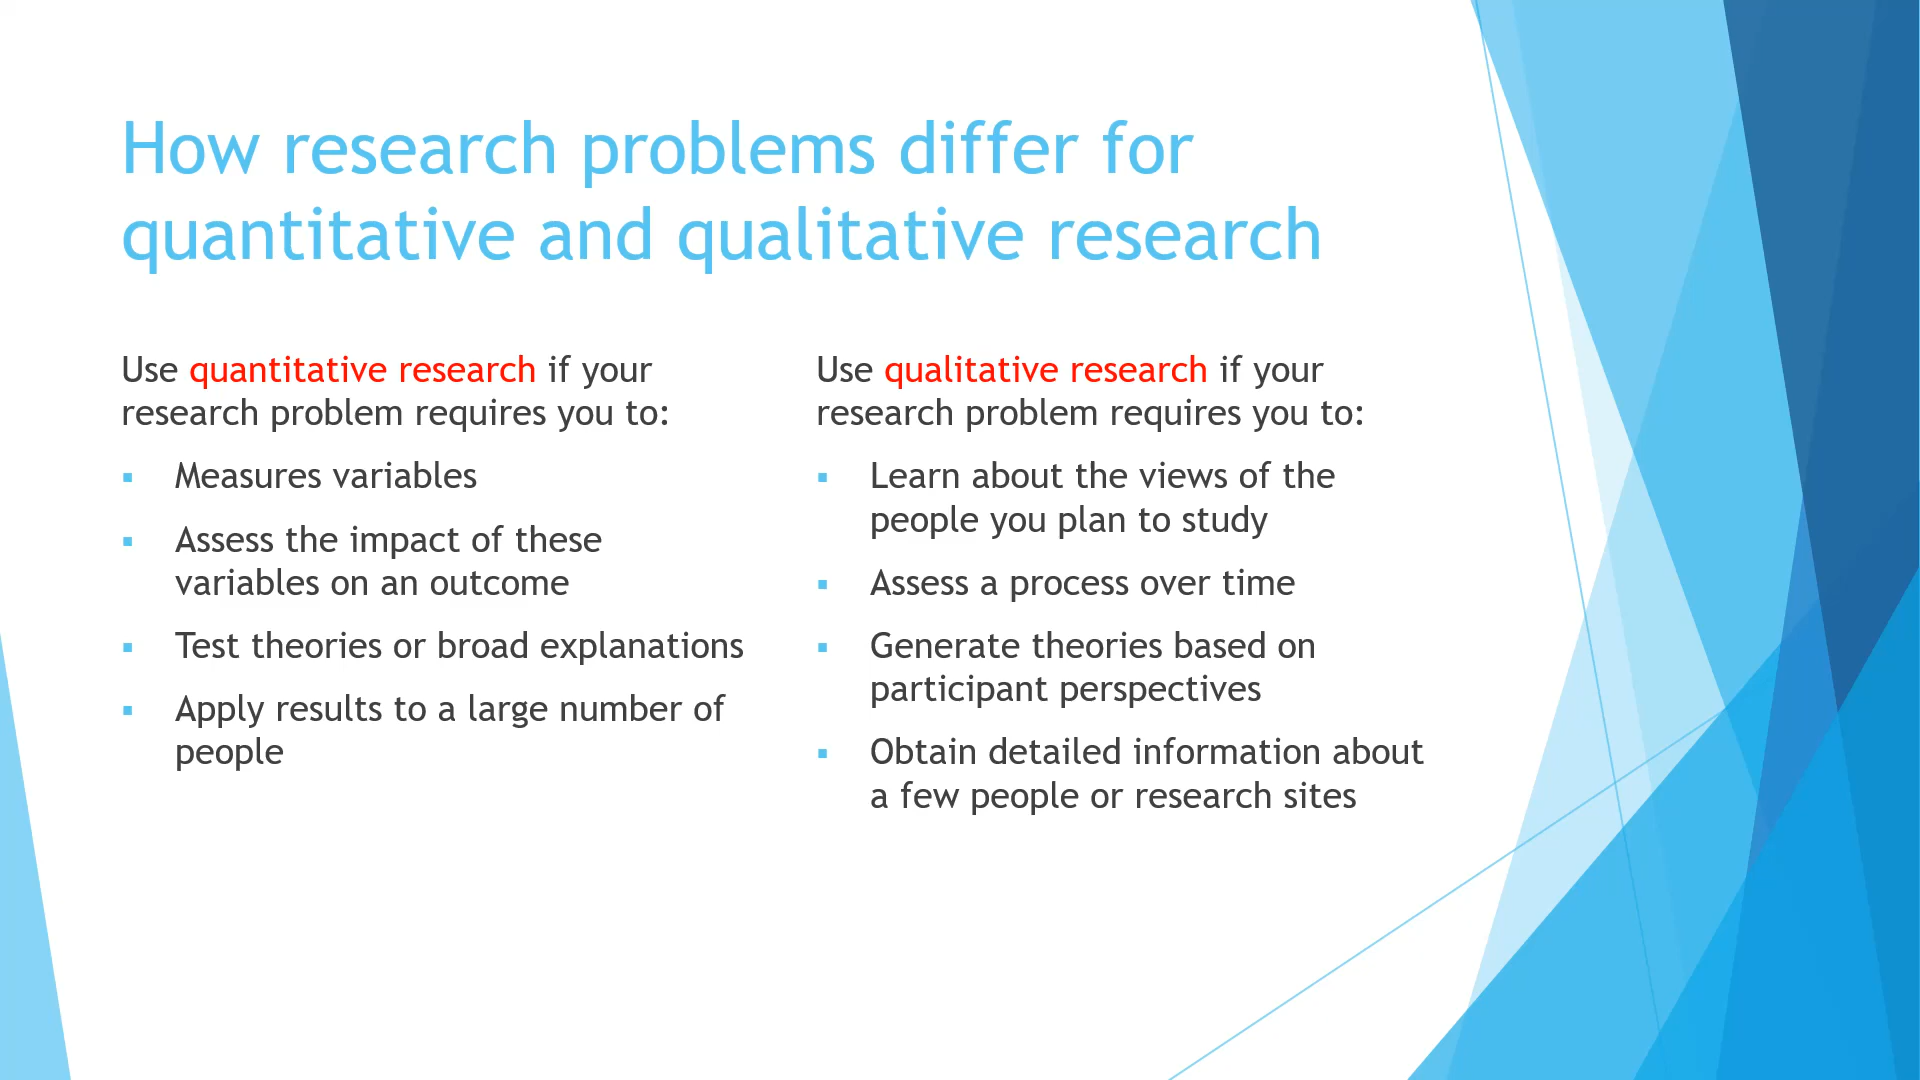 How research problems differ for
quantitative and qualitative research
Use quantitative research if your
research problem requires you to:
▪ Measures variables
▪ Assess the impact of these
variables on an outcome
▪ Test theories or broad explanations
▪ Apply results to a large number of
people
Use qualitative research if your
research problem requires you to:
▪ Learn about the views of the
people you plan to study
▪ Assess a process over time
▪ Generate theories based on
participant perspectives
▪ Obtain detailed information about
a few people or research sites